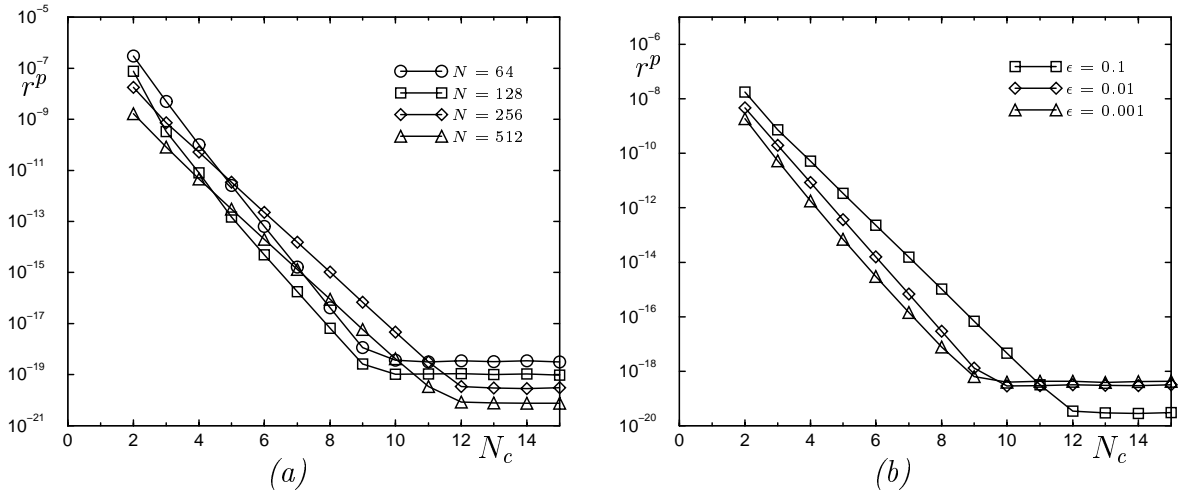 10^-5
10^-7
r^p
10^-9
10^-11
10^-13
10^-15
10^-17
10^-19
10^-21
N = 64
N = 128
N = 256
N = 512
0 2 4 6 8 10 12 14
N_c
(a)
10^-6
r^p
10^-8
10^-10
10^-12
10^-14
10^-16
10^-18
10^-20
ϵ = 0.1
ϵ = 0.01
ϵ = 0.001
0 2 4 6 8 10 12 14
N_c
(b)